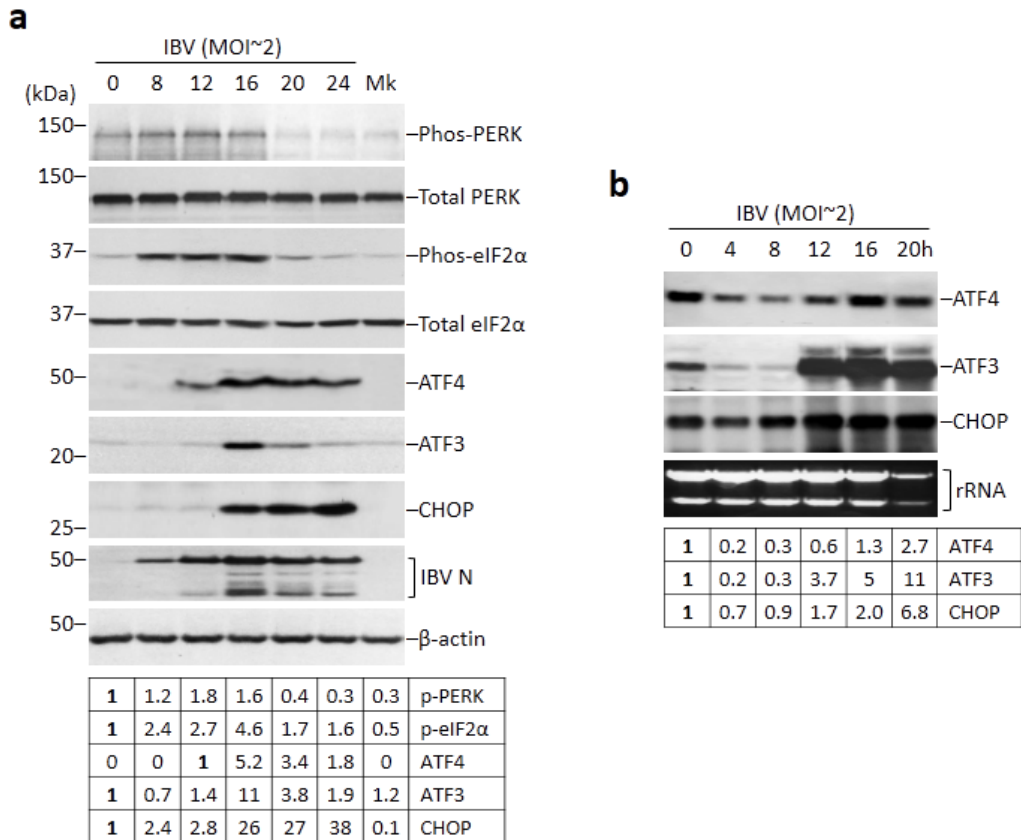 a
IBV (MOI~2)
0 8 12 16 20 24 Mk
(kDa)
150– –Phos-PERK
150– –Total PERK
37– –Phos-eIF2α
37– –Total eIF2α
50– –ATF4
20– –ATF3
25– –CHOP
50– IBV N
50– –β-actin
1 1.2 1.8 1.6 0.4 0.3 0.3 p-PERK
1 2.4 2.7 4.6 1.7 1.6 0.5 p-eIF2α
0 0 1 5.2 3.4 1.8 0 ATF4
1 0.7 1.4 11 3.8 1.9 1.2 ATF3
1 2.4 2.8 26 27 38 0.1 CHOP
b
IBV (MOI~2)
0 4 8 12 16 20h
–ATF4
–ATF3
–CHOP
rRNA
1 0.2 0.3 0.6 1.3 2.7 ATF4
1 0.2 0.3 3.7 5 11 ATF3
1 0.7 0.9 1.7 2.0 6.8 CHOP